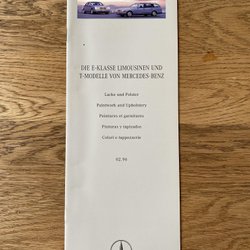 DIE E-KLASSE LIMOUSINEN UND
T-MODELLE VON MERCEDES-BENZ
Lacke und Polster
Paintwork and Upholstery
Peintures et garnitures
Pinturas y tapizados
Colori e tappezzerie
02.94